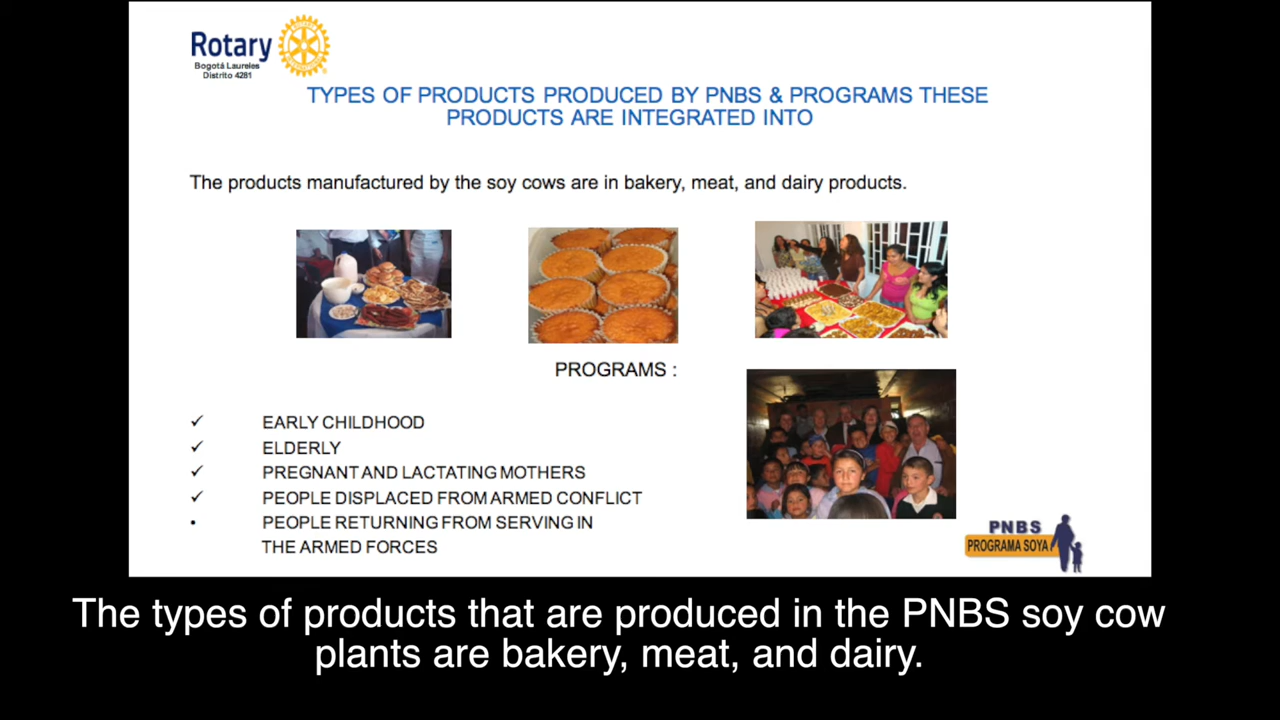 Rotary
Bogotá Laureles
Distrito 4281
TYPES OF PRODUCTS PRODUCED BY PNBS & PROGRAMS THESE
PRODUCTS ARE INTEGRATED INTO
The products manufactured by the soy cows are in bakery, meat, and dairy products.
PROGRAMS :
✓ EARLY CHILDHOOD
✓ ELDERLY
✓ PREGNANT AND LACTATING MOTHERS
✓ PEOPLE DISPLACED FROM ARMED CONFLICT
• PEOPLE RETURNING FROM SERVING IN
THE ARMED FORCES
PNBS
PROGRAMA SOYA
The types of products that are produced in the PNBS soy cow
plants are bakery, meat, and dairy.